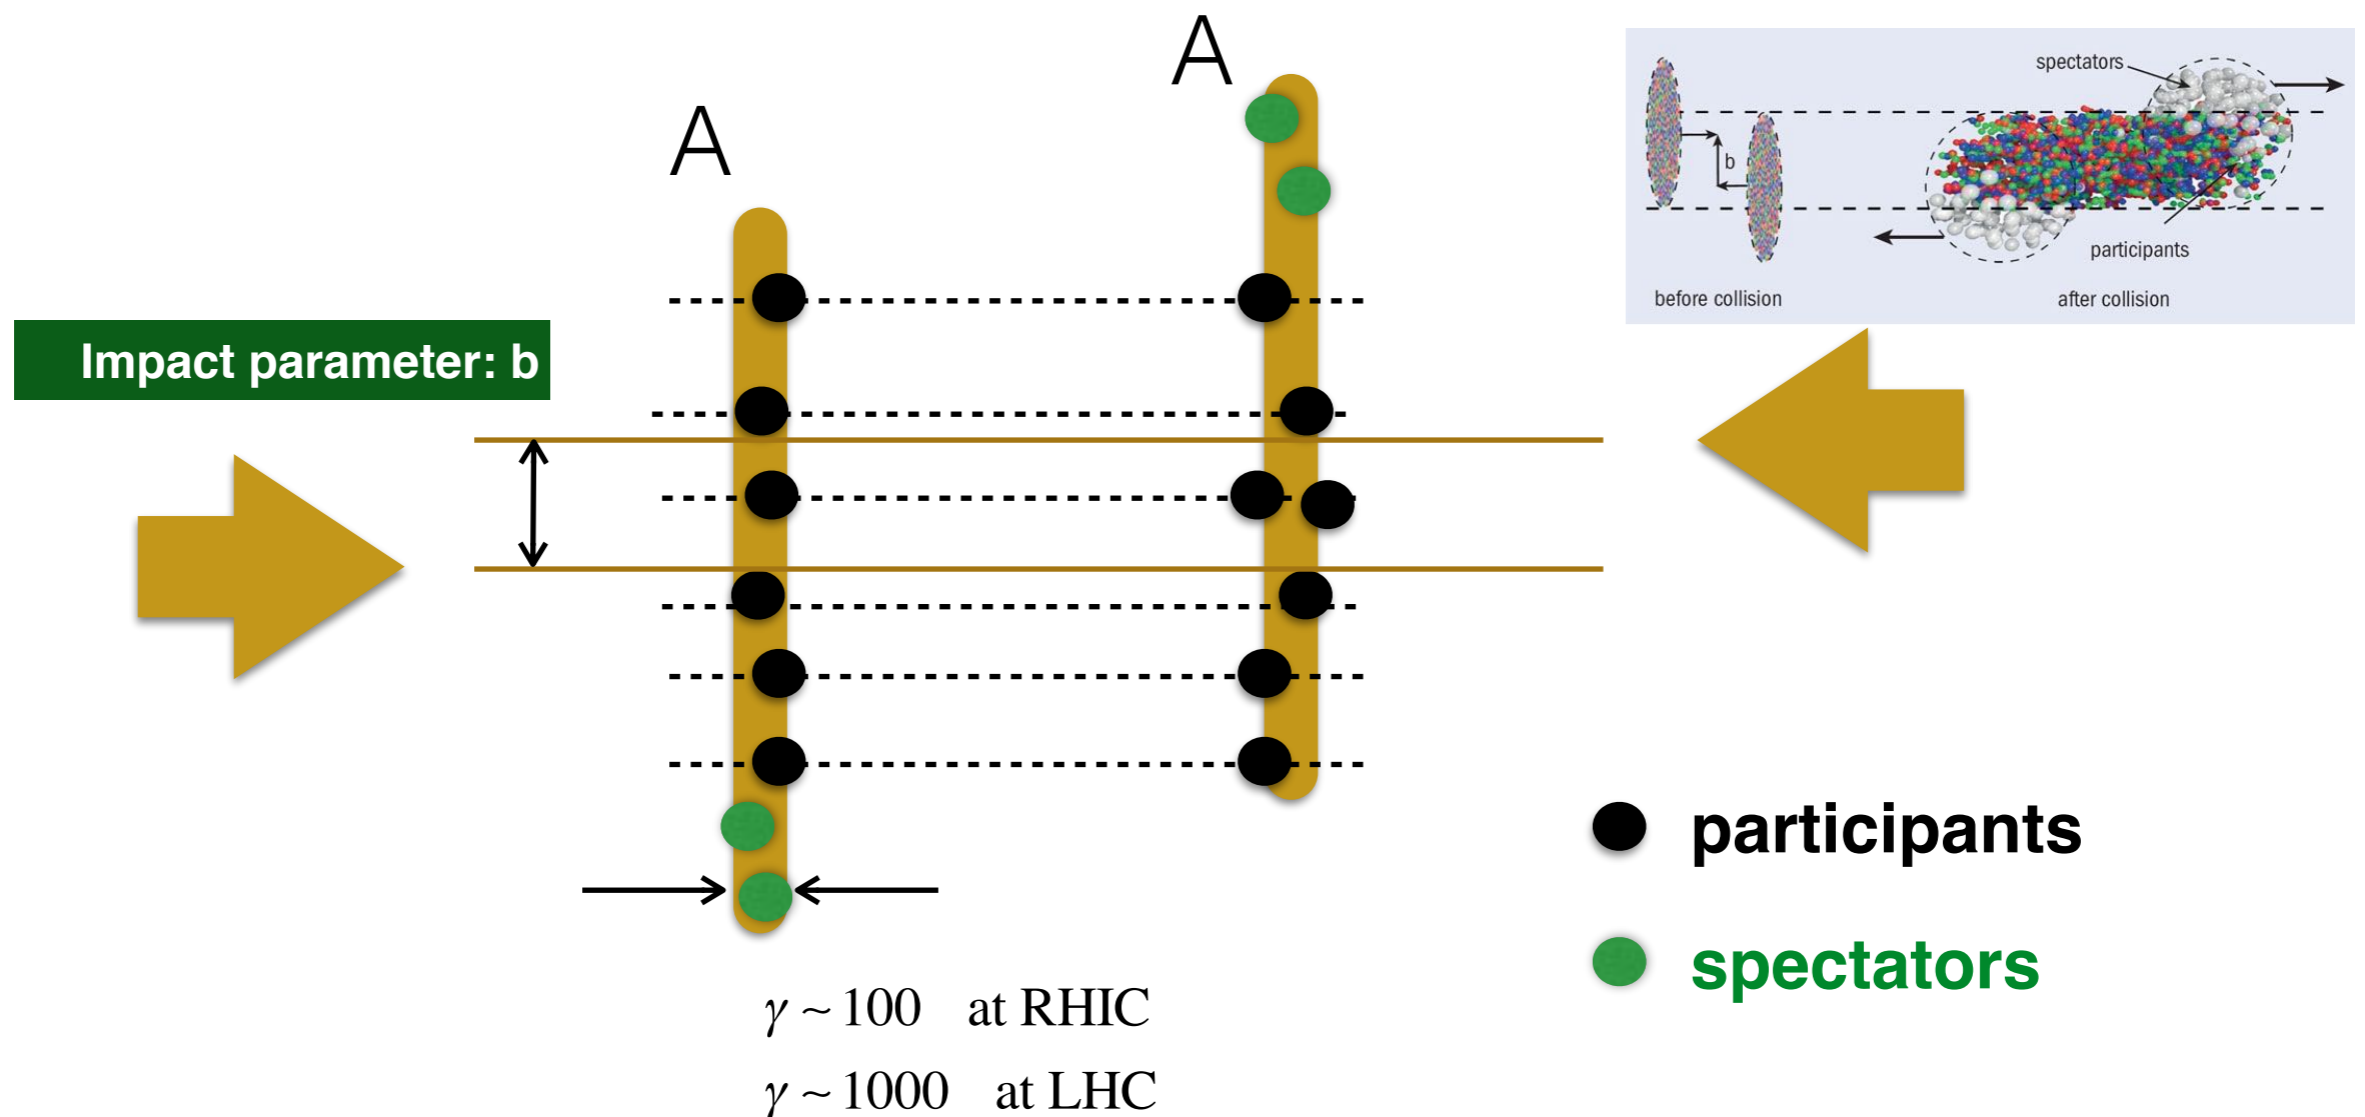 A
A
spectators
b
participants
before collision
after collision
Impact parameter: b
participants
spectators
γ ~ 100 at RHIC
γ ~ 1000 at LHC